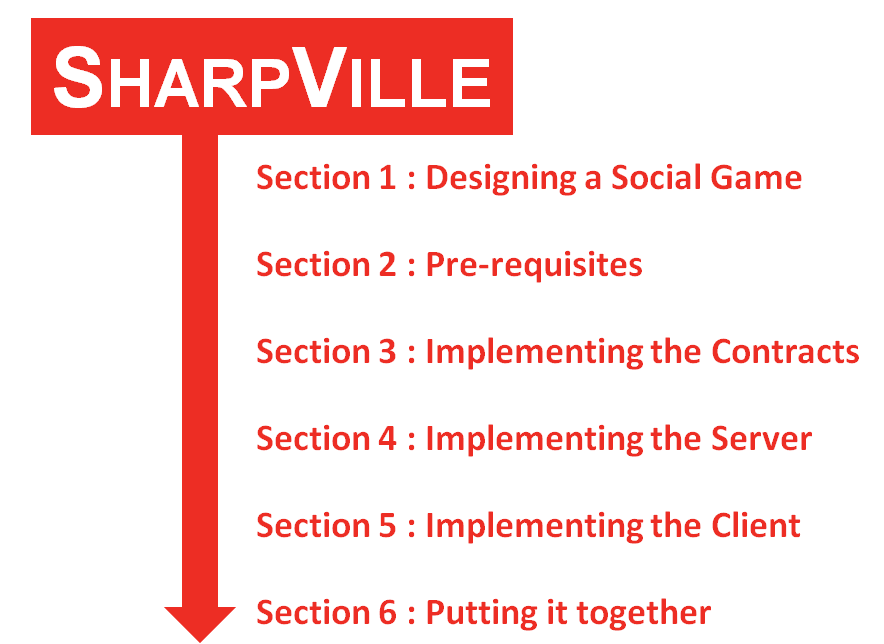 SHARPVILLE
Section 1 : Designing a Social Game
Section 2 : Pre-requisites
Section 3 : Implementing the Contracts
Section 4 : Implementing the Server
Section 5 : Implementing the Client
Section 6 : Putting it together